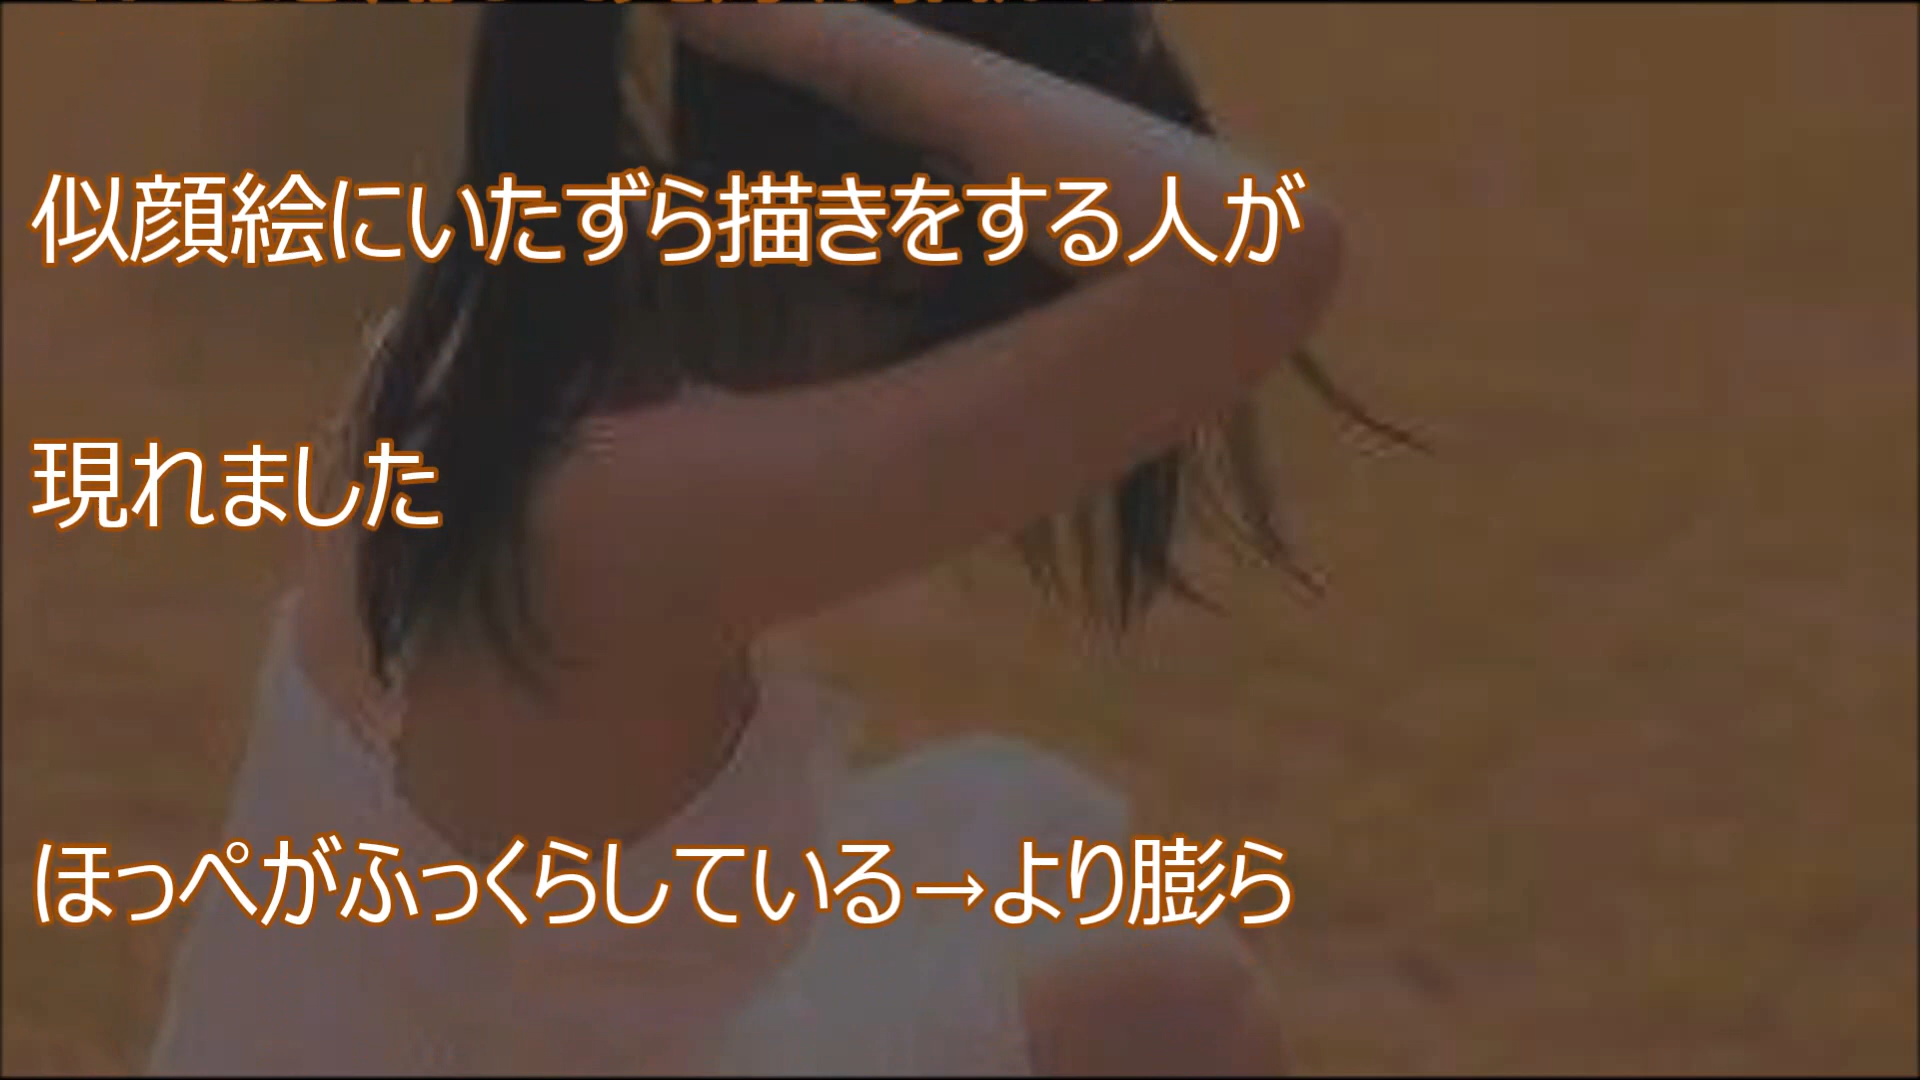 似顔絵にいたずら描きをする人が
現れました
ほっぺがふっくらしている→より膨ら